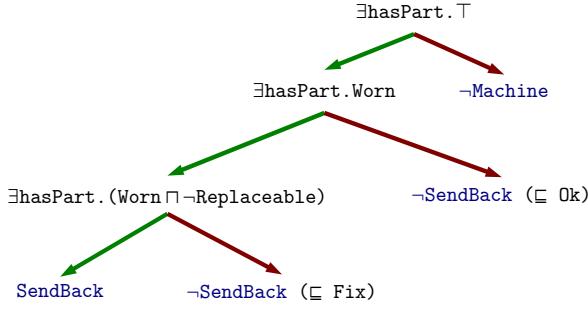 ∃hasPart.⊤
∃hasPart.Worn
¬Machine
∃hasPart.(Worn⊓¬Replaceable)
¬SendBack (⊑ Ok)
SendBack
¬SendBack (⊑ Fix)